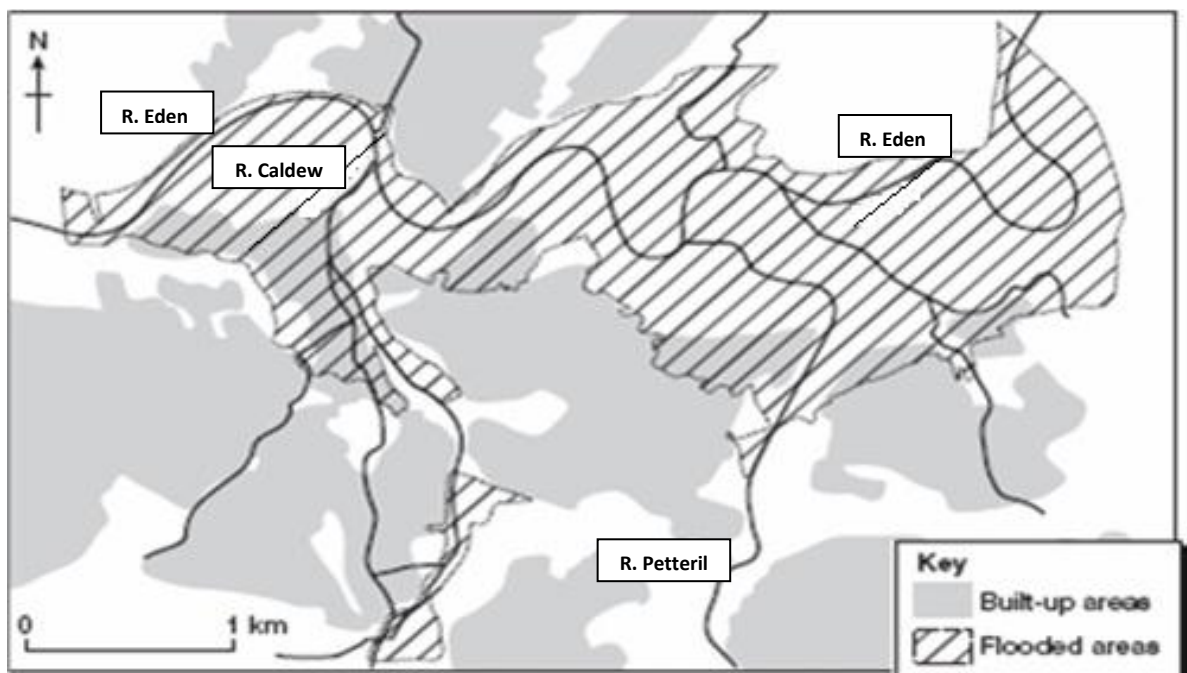 N
R. Eden
R. Caldew
R. Eden
R. Petteril
Key
Built-up areas
Flooded areas
0 1 km